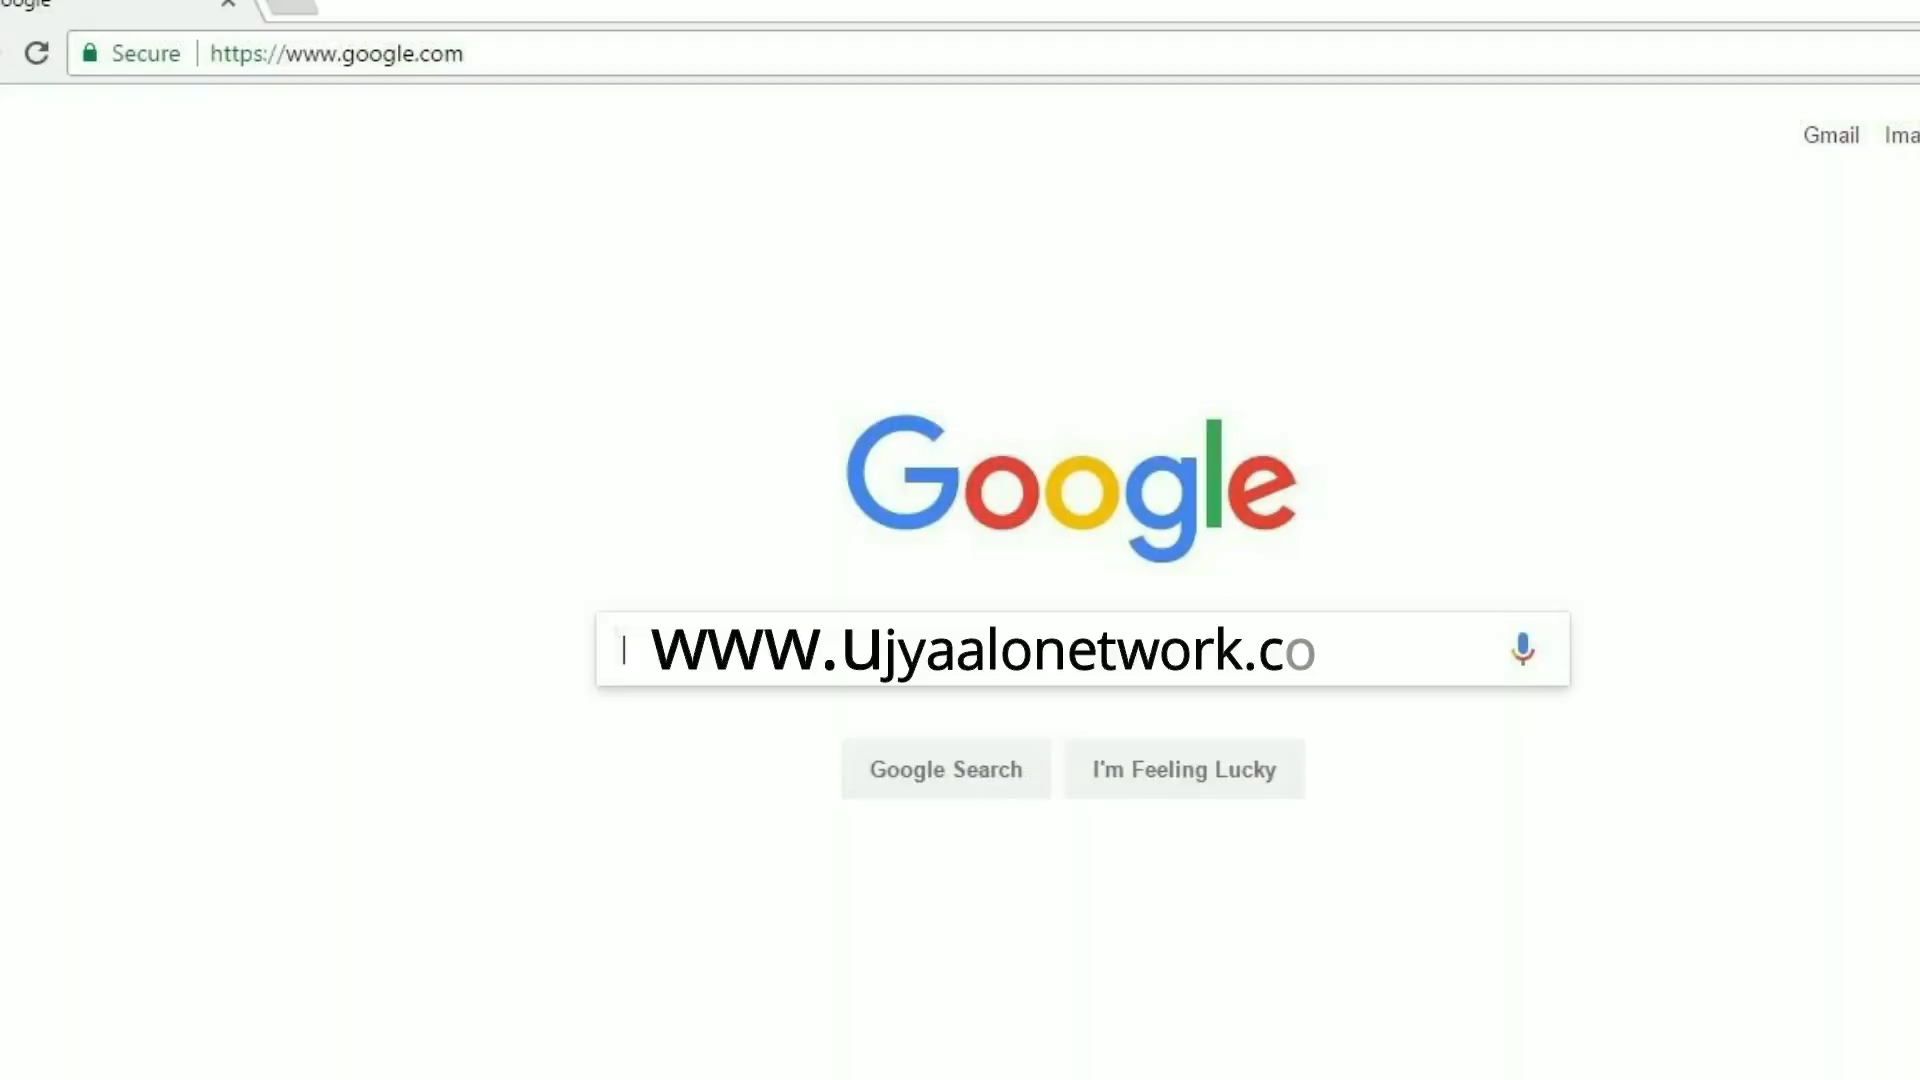 oogle
Secure https://www.google.com
Gmail Ima
Google
WWW.Ujyaalonetwork.co
Google Search I'm Feeling Lucky